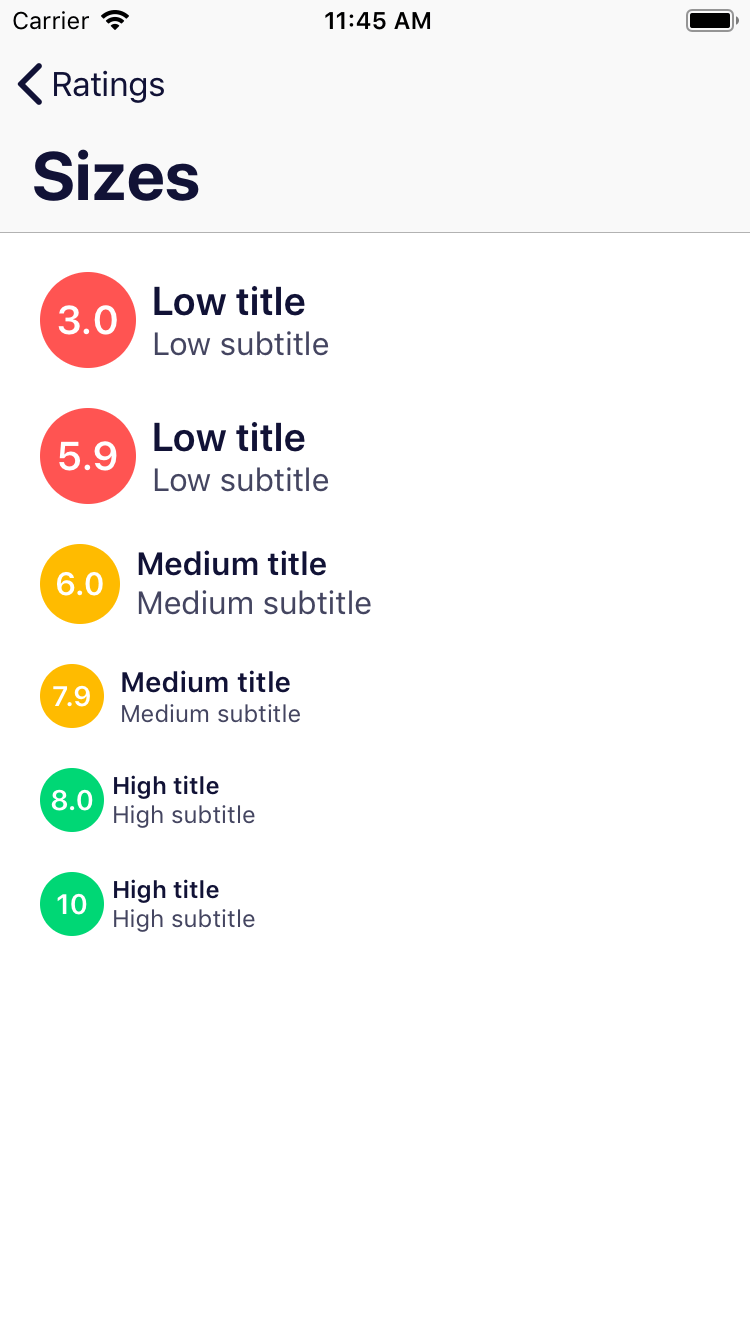 Carrier 11:45 AM
Ratings
Sizes
3.0 Low title
Low subtitle
5.9 Low title
Low subtitle
6.0 Medium title
Medium subtitle
7.9 Medium title
Medium subtitle
8.0 High title
High subtitle
10 High title
High subtitle